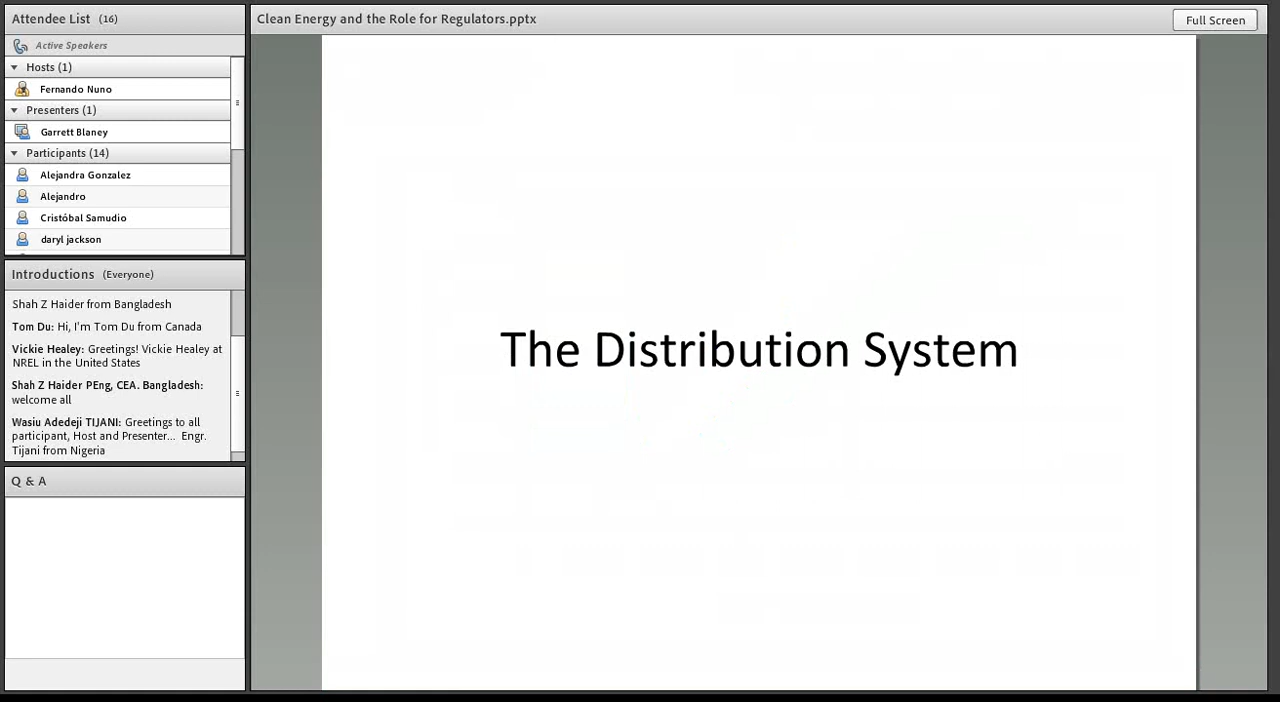 Attendee List (16)
Active Speakers
Hosts (1)
Fernando Nuno
Presenters (1)
Garrett Blaney
Participants (14)
Alejandra Gonzalez
Alejandro
Cristóbal Samudio
daryl jackson
Introductions (Everyone)
Shah Z Haider from Bangladesh
Tom Du: Hi, I'm Tom Du from Canada
Vickie Healey: Greetings! Vickie Healey at
NREL in the United States
Shah Z Haider PEng, CEA. Bangladesh:
welcome all
Wasiu Adedeji TIJANI: Greetings to all
participant, Host and Presenter... Engr.
Tijani from Nigeria
Q & A
Clean Energy and the Role for Regulators.pptx
Full Screen
The Distribution System